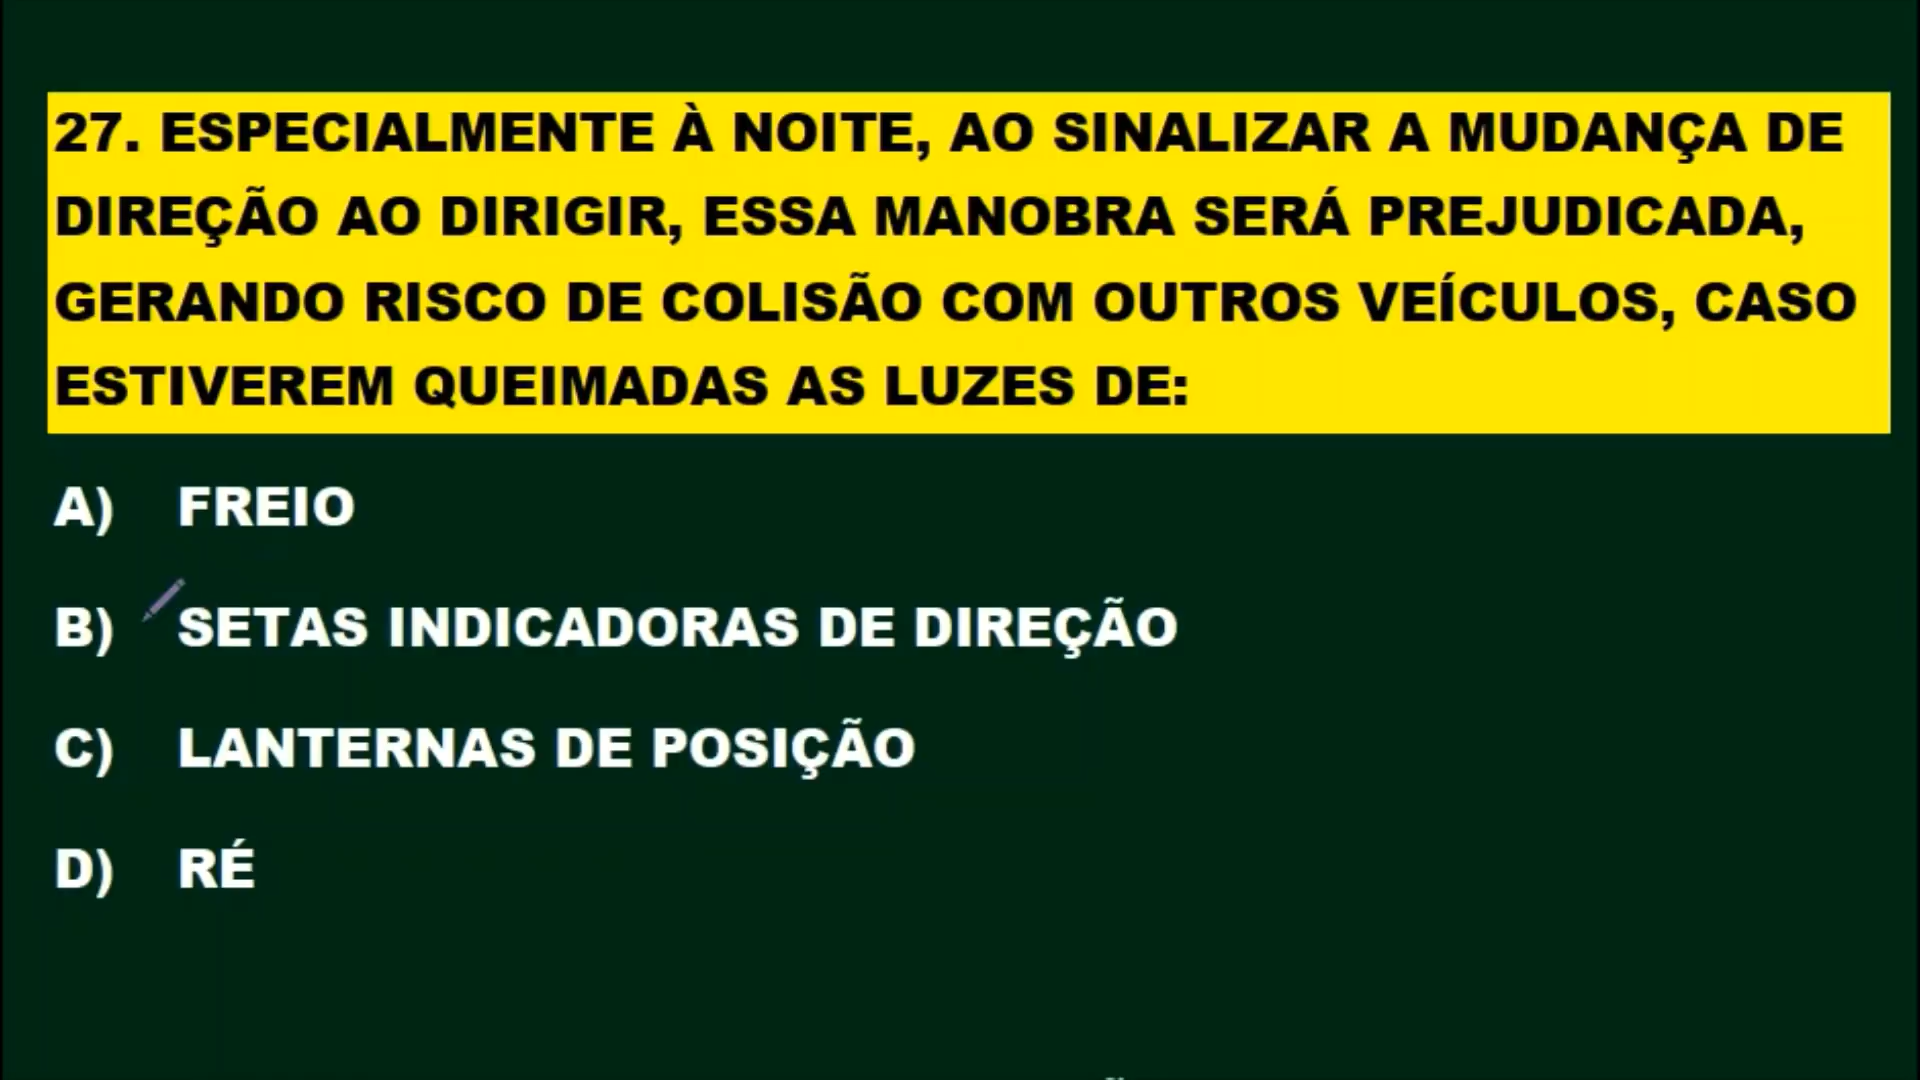 27. ESPECIALMENTE À NOITE, AO SINALIZAR A MUDANÇA DE
DIREÇÃO AO DIRIGIR, ESSA MANOBRA SERÁ PREJUDICADA,
GERANDO RISCO DE COLISÃO COM OUTROS VEÍCULOS, CASO
ESTIVEREM QUEIMADAS AS LUZES DE:
A) FREIO
B) SETAS INDICADORAS DE DIREÇÃO
C) LANTERNAS DE POSIÇÃO
D) RÉ